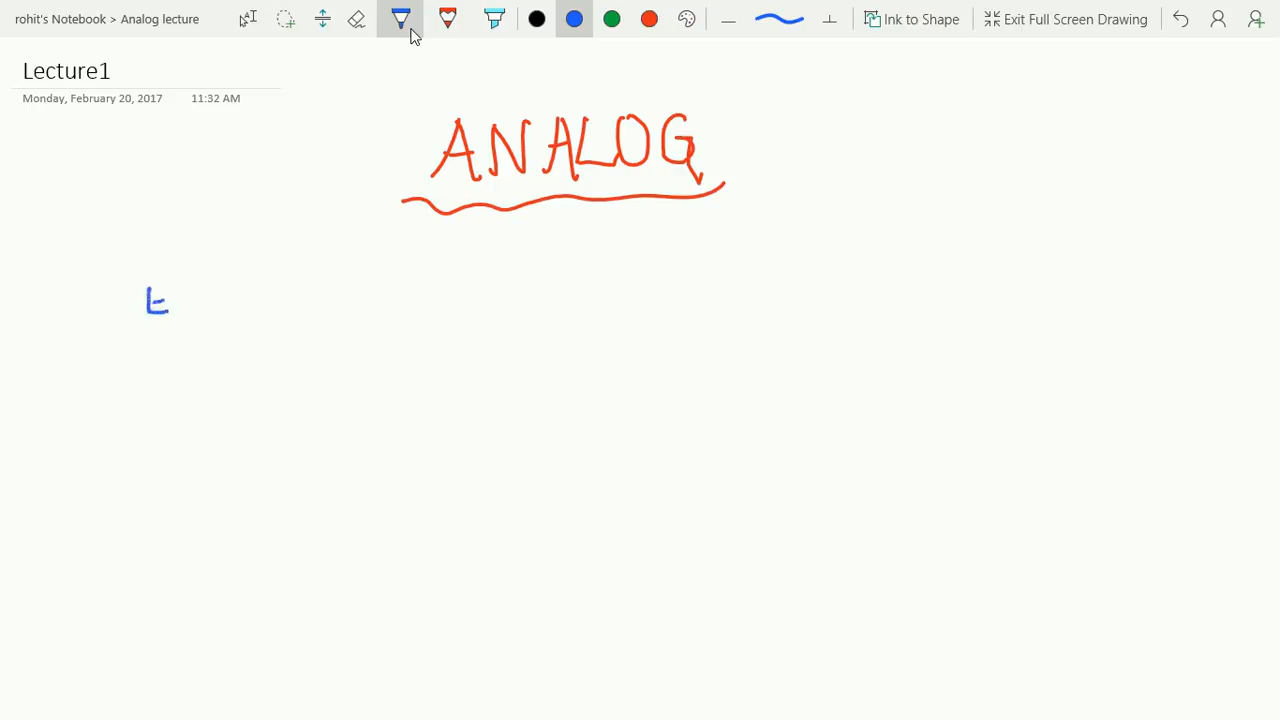 rohit's Notebook > Analog lecture
Ink to Shape
Exit Full Screen Drawing
Lecture1
Monday, February 20, 2017 11:32 AM
ANALOG